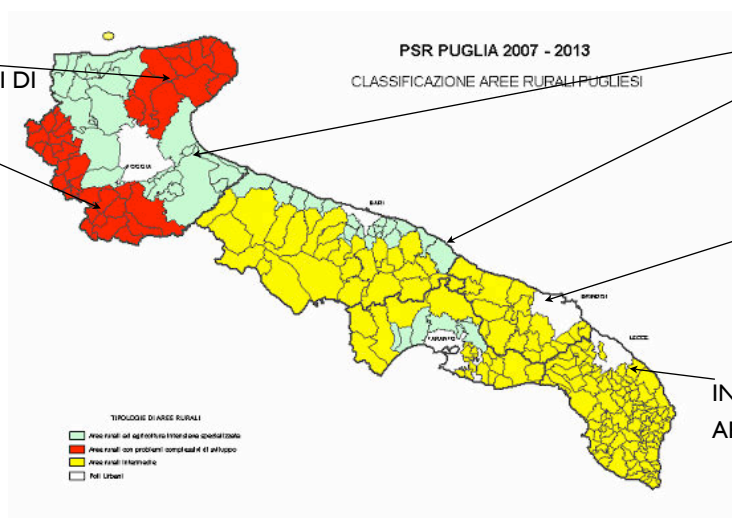 PSR PUGLIA 2007 - 2013
CLASSIFICAZIONE AREE RURALI PUGLIESI
I DI
FOGGIA
BARI
BRINDISI
TARANTO
LECCE
IN
AI
TIPOLOGIE DI AREE RURALI
Aree rurali ad agricoltura intensiva specializzata
Aree rurali con problemi complessivi di sviluppo
Aree rurali intermedie
Poli Urbani